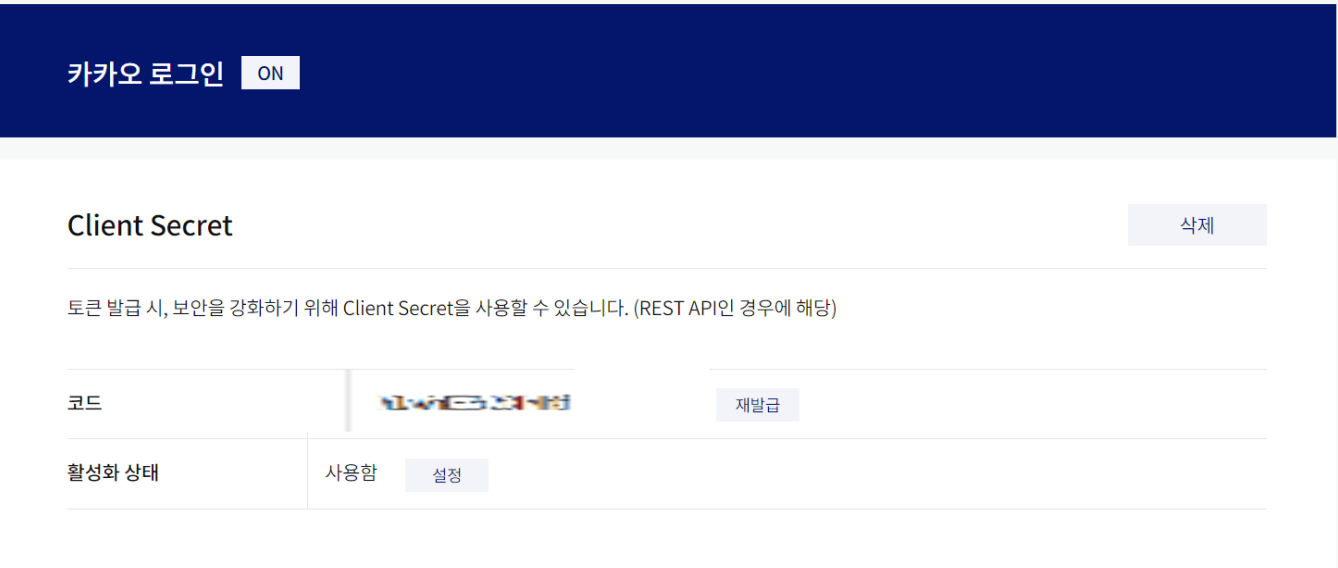 카카오 로그인 ON
Client Secret 삭제
토큰 발급 시, 보안을 강화하기 위해 Client Secret을 사용할 수 있습니다. (REST API인 경우에 해당)
코드 재발급
활성화 상태 사용함 설정